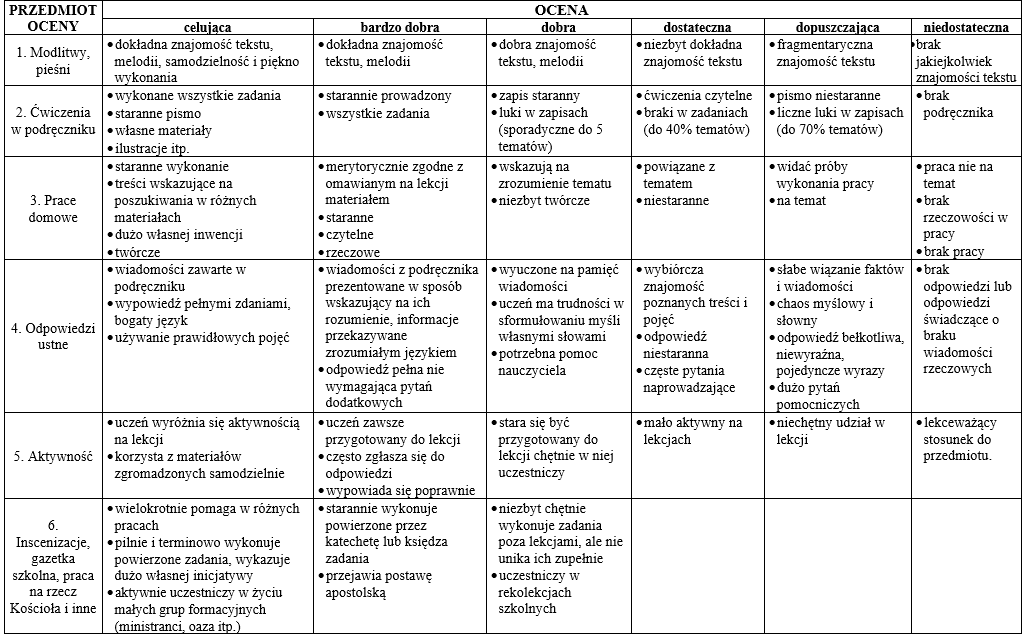 PRZEDMIOT
OCENY
OCENA
celująca
bardzo dobra
dobra
dostateczna
dopuszczająca
niedostateczna
1. Modlitwy,
pieśni
•dokładna znajomość tekstu,
melodii, samodzielność i piękno
wykonania
•dokładna znajomość
tekstu, melodii
•dobra znajomość
tekstu, melodii
•niezbyt dokładna
znajomość tekstu
•fragmentaryczna
znajomość tekstu
•brak
jakiejkolwiek
znajomości tekstu
2. Ćwiczenia
w podręczniku
•wykonane wszystkie zadania
•staranne pismo
•własne materiały
•ilustracje itp.
•starannie prowadzony
•wszystkie zadania
•zapis staranny
•luki w zapisach
(sporadyczne do 5
tematów)
•ćwiczenia czytelne
•braki w zadaniach
(do 40% tematów)
•pismo niestaranne
•liczne luki w zapisach
(do 70% tematów)
•brak
podręcznika
3. Prace
domowe
•staranne wykonanie
•treści wskazujące na
poszukiwania w różnych
materiałach
•dużo własnej inwencji
•twórcze
•merytorycznie zgodne z
omawianym na lekcji
materiałem
•staranne
•czytelne
•rzeczowe
•wskazują na
zrozumienie tematu
•niezbyt twórcze
•powiązane z
tematem
•niestaranne
•widać próby
wykonania pracy
•na temat
•praca nie na
temat
•brak
rzeczowości w
pracy
•brak pracy
4. Odpowiedzi
ustne
•wiadomości zawarte w
podręczniku
•wypowiedź pełnymi zdaniami,
bogaty język
•używanie prawidłowych pojęć
•wiadomości z podręcznika
prezentowane w sposób
wskazujący na ich
rozumienie, informacje
przekazywane
zrozumiałym językiem
•odpowiedź pełna nie
wymagająca pytań
dodatkowych
•wyuczone na pamięć
wiadomości
•uczeń ma trudności w
sformułowaniu myśli
własnymi słowami
•potrzebna pomoc
nauczyciela
•wybiórcza
znajomość
poznanych treści i
pojęć
•odpowiedź
niestaranna
•częste pytania
naprowadzające
•słabe wiązanie faktów
i wiadomości
•chaos myślowy i
słowny
•odpowiedź bełkotliwa,
niewyraźna,
pojedyncze wyrazy
•dużo pytań
pomocniczych
•brak
odpowiedzi lub
odpowiedzi
świadczące o
braku
wiadomości
rzeczowych
5. Aktywność
•uczeń wyróżnia się aktywnością
na lekcji
•korzysta z materiałów
zgromadzonych samodzielnie
•uczeń zawsze
przygotowany do lekcji
•często zgłasza się do
odpowiedzi
•wypowiada się poprawnie
•stara się być
przygotowany do
lekcji chętnie w niej
uczestniczy
•mało aktywny na
lekcjach
•niechętny udział w
lekcji
•lekceważący
stosunek do
przedmiotu.
6.
Inscenizacje,
gazetka
szkolna, praca
na rzecz
Kościoła i inne
•wielokrotnie pomaga w różnych
pracach
•pilnie i terminowo wykonuje
powierzone zadania, wykazuje
dużo własnej inicjatywy
•aktywnie uczestniczy w życiu
małych grup formacyjnych
(ministranci, oaza itp.)
•starannie wykonuje
powierzone przez
katechetę lub księdza
zadania
•przejawia postawę
apostolską
•niezbyt chętnie
wykonuje zadania
poza lekcjami, ale nie
unika ich zupełnie
•uczestniczy w
rekolekcjach
szkolnych